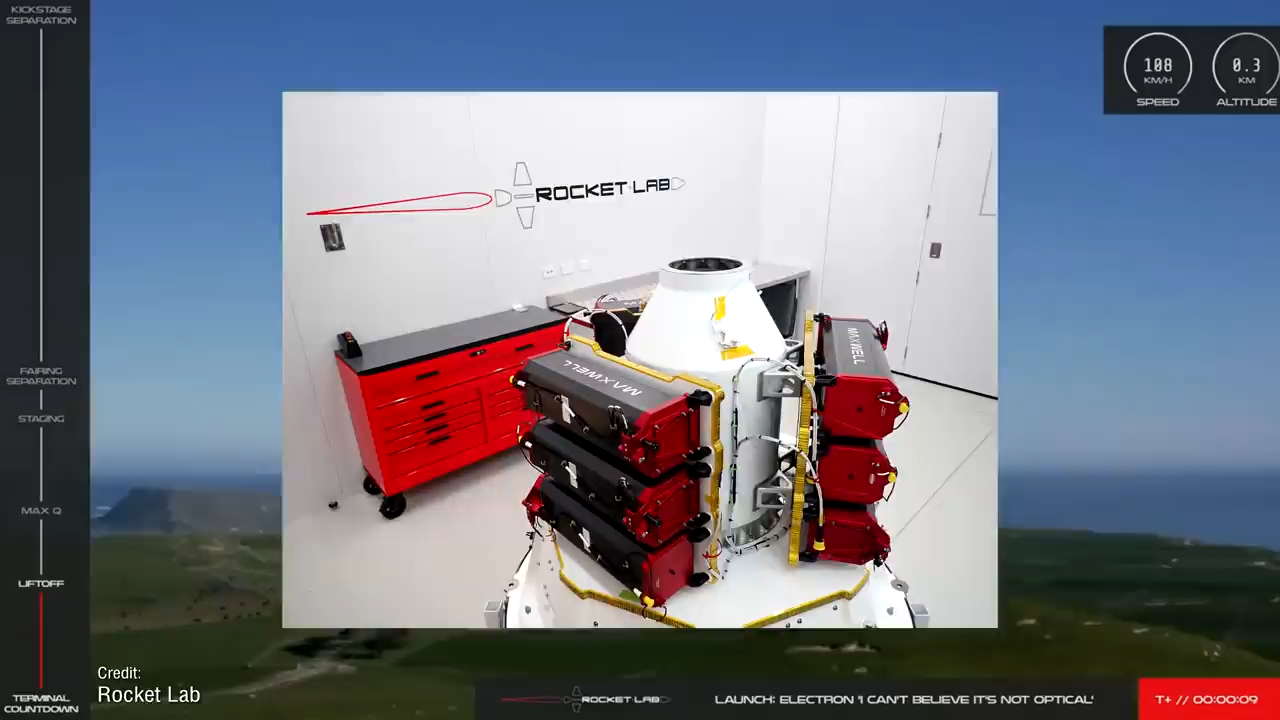 KICKSTAGE
SEPARATION
FAIRING
SEPARATION
STAGING
MAX Q
LIFTOFF
TERMINAL
COUNTDOWN
108
KM/H
SPEED
0.3
KM
ALTITUDE
ROCKET LAB
MAXWELL
MAXWELL
Credit:
Rocket Lab
ROCKET LAB
LAUNCH: ELECTRON 'I CAN'T BELIEVE IT'S NOT OPTICAL'
T+ // 00:00:09